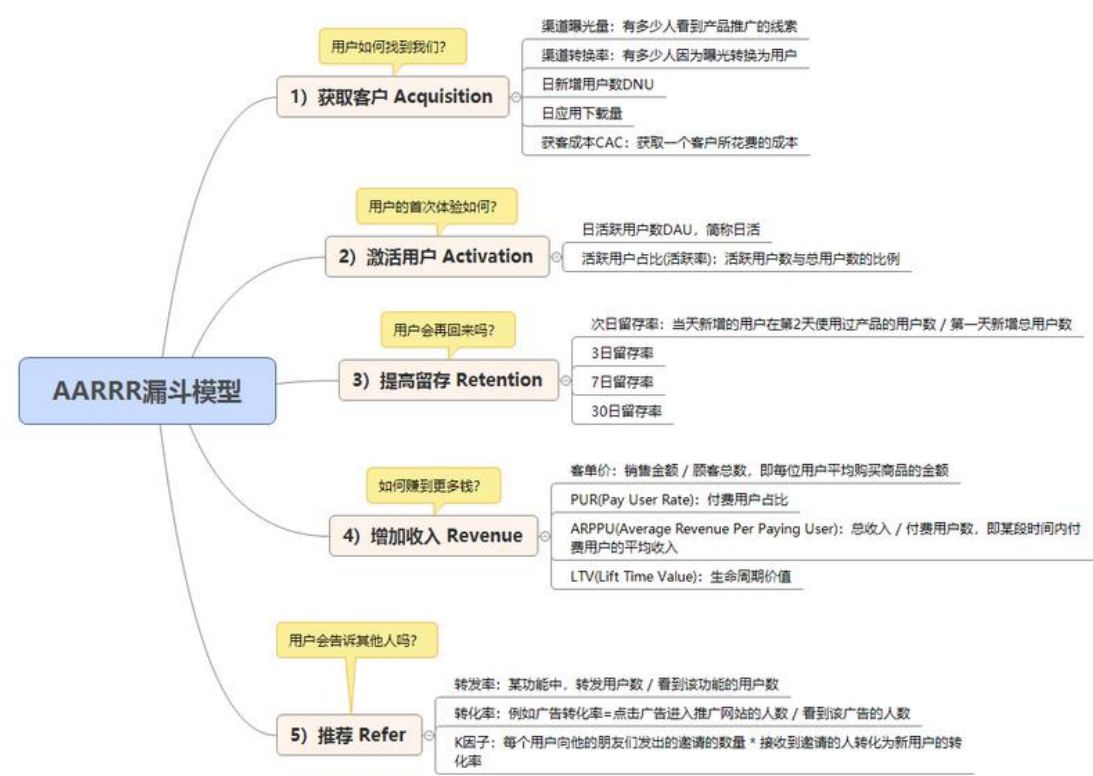 用户如何找到我们?
1）获取客户 Acquisition
渠道曝光量：有多少人看到产品推广的线索
渠道转换率：有多少人因为曝光转换为用户
日新增用户数DNU
日应用下载量
获客成本CAC：获取一个客户所花费的成本
用户的首次体验如何?
2）激活用户 Activation
日活跃用户数DAU，简称日活
活跃用户占比(活跃率)：活跃用户数与总用户数的比例
用户会再回来吗?
3）提高留存 Retention
次日留存率：当天新增的用户在第2天使用过产品的用户数 / 第一天新增总用户数
3日留存率
7日留存率
30日留存率
AARRR漏斗模型
如何赚到更多钱?
4）增加收入 Revenue
客单价：销售金额 / 顾客总数，即每位用户平均购买商品的金额
PUR(Pay User Rate)：付费用户占比
ARPPU(Average Revenue Per Paying User)：总收入 / 付费用户数，即某段时间内付
费用户的平均收入
LTV(Lift Time Value)：生命周期价值
用户会告诉其他人吗?
5）推荐 Refer
转发率：某功能中，转发用户数 / 看到该功能的用户数
转化率：例如广告转化率=点击广告进入推广网站的人数 / 看到该广告的人数
K因子：每个用户向他的朋友们发出的邀请的数量 * 接收到邀请的人转化为新用户的转
化率